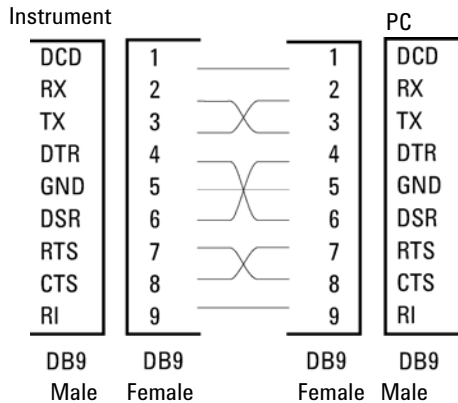 Instrument PC
DCD 1 1 DCD
RX 2 2 RX
TX 3 3 TX
DTR 4 4 DTR
GND 5 5 GND
DSR 6 6 DSR
RTS 7 7 RTS
CTS 8 8 CTS
RI 9 9 RI
DB9 DB9 DB9 DB9
Male Female Female Male